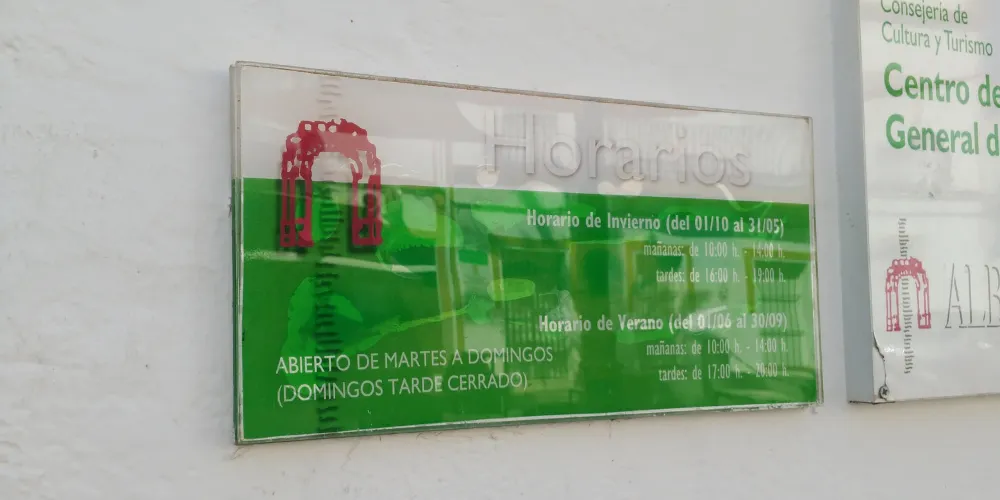 Horarios
Horario de Invierno (del 01/10 al 31/05)
mañanas: de 10:00 h. - 14:00 h.
tardes: de 16:00 h. - 19:00 h.
Horario de Verano (del 01/06 al 30/09)
mañanas: de 10:00 h. - 14:00 h.
tardes: de 17:00 h. - 20:00 h.
ABIERTO DE MARTES A DOMINGOS
(DOMINGOS TARDE CERRADO)
Consejería de
Cultura y Turismo
Centro de
General d